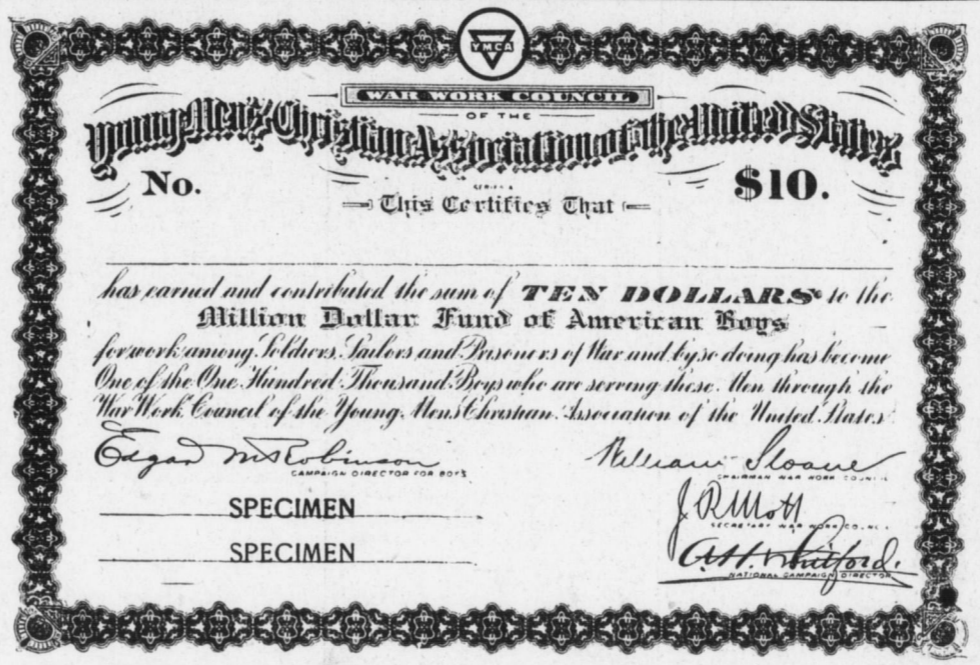 YMCA
WAR WORK COUNCIL
OF THE
Young Men's Christian Association of the United States
No. $10.
This Certifies That
has earned and contributed the sum of TEN DOLLARS to the
Million Dollar Fund of American Boys
for work among Soldiers, Sailors and Prisoners of War and by so doing has become
One of the One Hundred Thousand Boys who are serving these Men through the
War Work Council of the Young Men's Christian Association of the United States
Edgar M. Robinson
CAMPAIGN DIRECTOR FOR BOYS
William Sloane
CHAIRMAN WAR WORK COUNCIL
SPECIMEN
J. R. Mott
SECRETARY WAR WORK COUNCIL
SPECIMEN
A. H. Whitford.
NATIONAL CAMPAIGN DIRECTOR